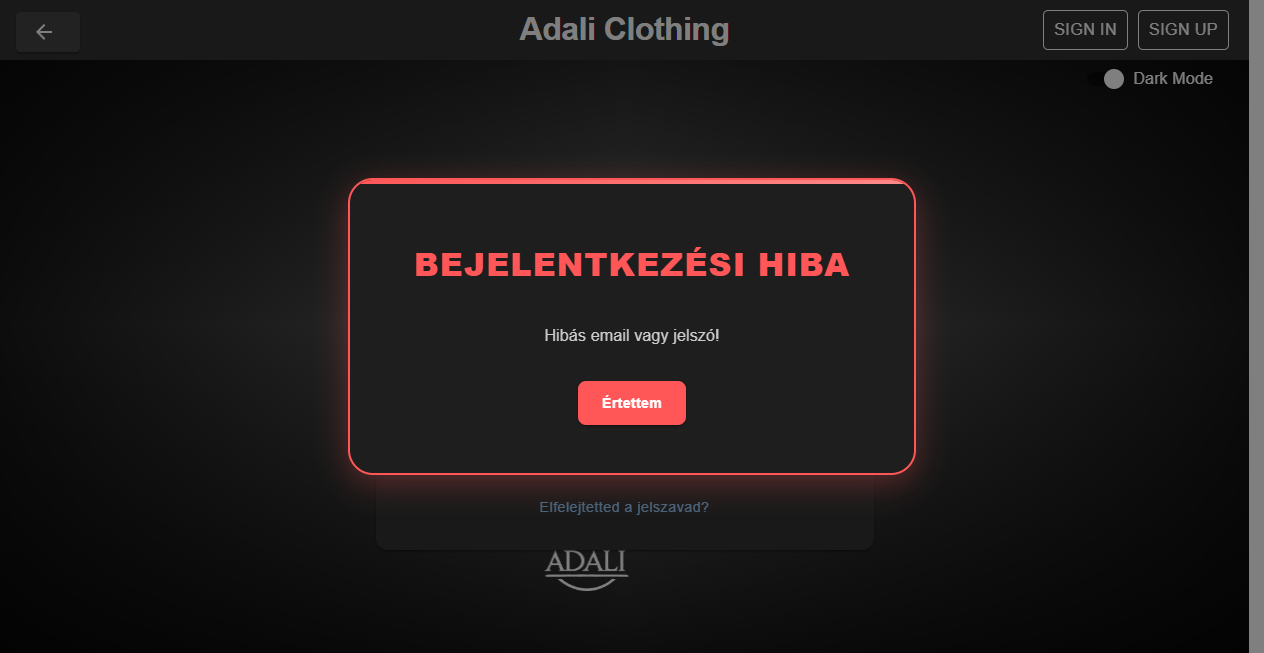 Adali Clothing
SIGN IN
SIGN UP
Dark Mode
BEJELENTKEZÉSI HIBA
Hibás email vagy jelszó!
Értettem
Elfelejtetted a jelszavad?
ADALI